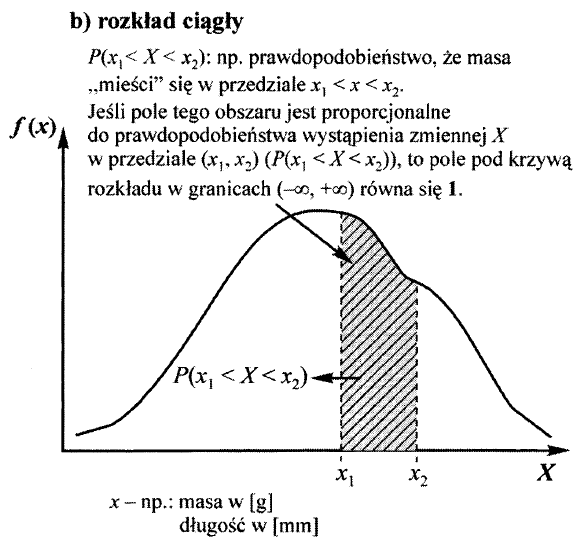 b) rozkład ciągły
P(x₁< X < x₂): np. prawdopodobieństwo, że masa
„mieści” się w przedziale x₁ < x < x₂.
Jeśli pole tego obszaru jest proporcjonalne
do prawdopodobieństwa wystąpienia zmiennej X
w przedziale (x₁, x₂) (P(x₁ < X < x₂)), to pole pod krzywą
rozkładu w granicach (–∞, +∞) równa się 1.
f (x)
P(x₁ < X < x₂)
x₁
x₂
X
x – np.: masa w [g]
długość w [mm]